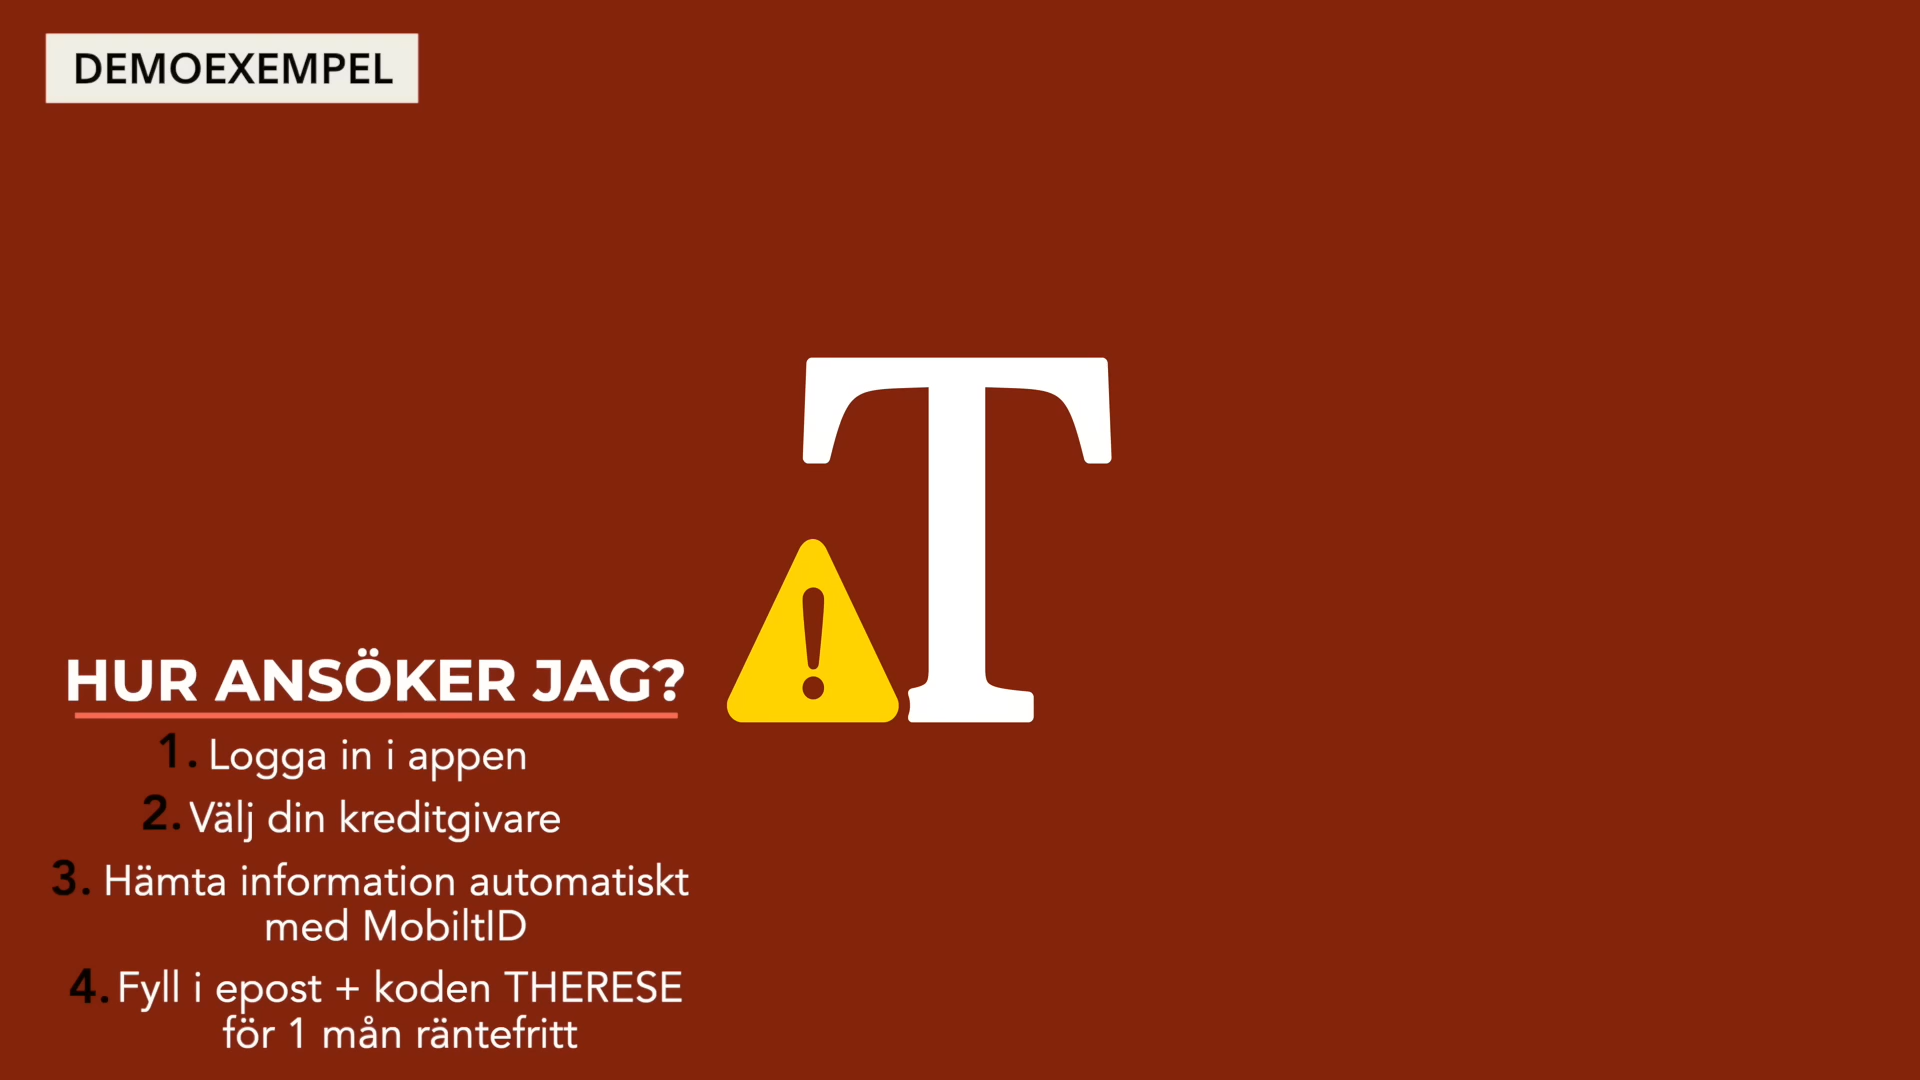 DEMOEXEMPEL
T
HUR ANSÖKER JAG?
1. Logga in i appen
2. Välj din kreditgivare
3. Hämta information automatiskt
med MobiltID
4. Fyll i epost + koden THERESE
för 1 mån räntefritt